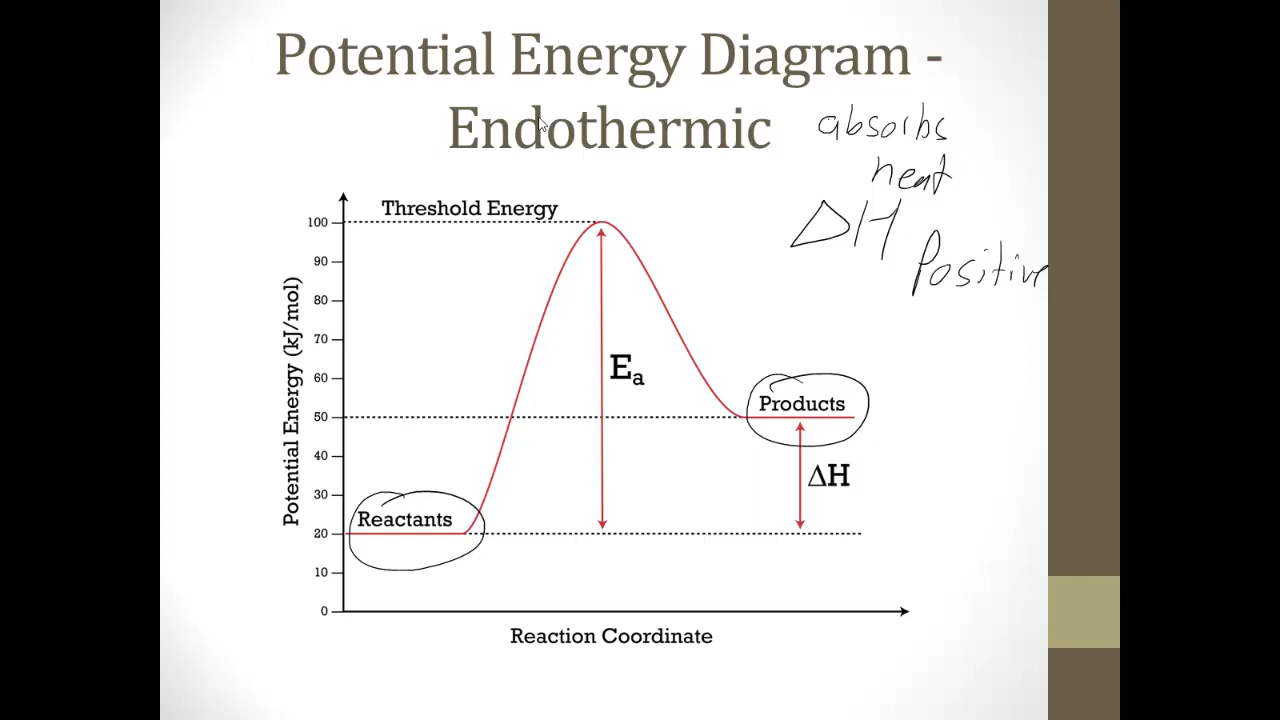 Potential Energy Diagram -
Endothermic
absorbs
heat
ΔH
Positive
Threshold Energy
100
90
80
70
60
50
40
30
20
10
0
Potential Energy (kJ/mol)
Ea
Products
ΔH
Reactants
Reaction Coordinate